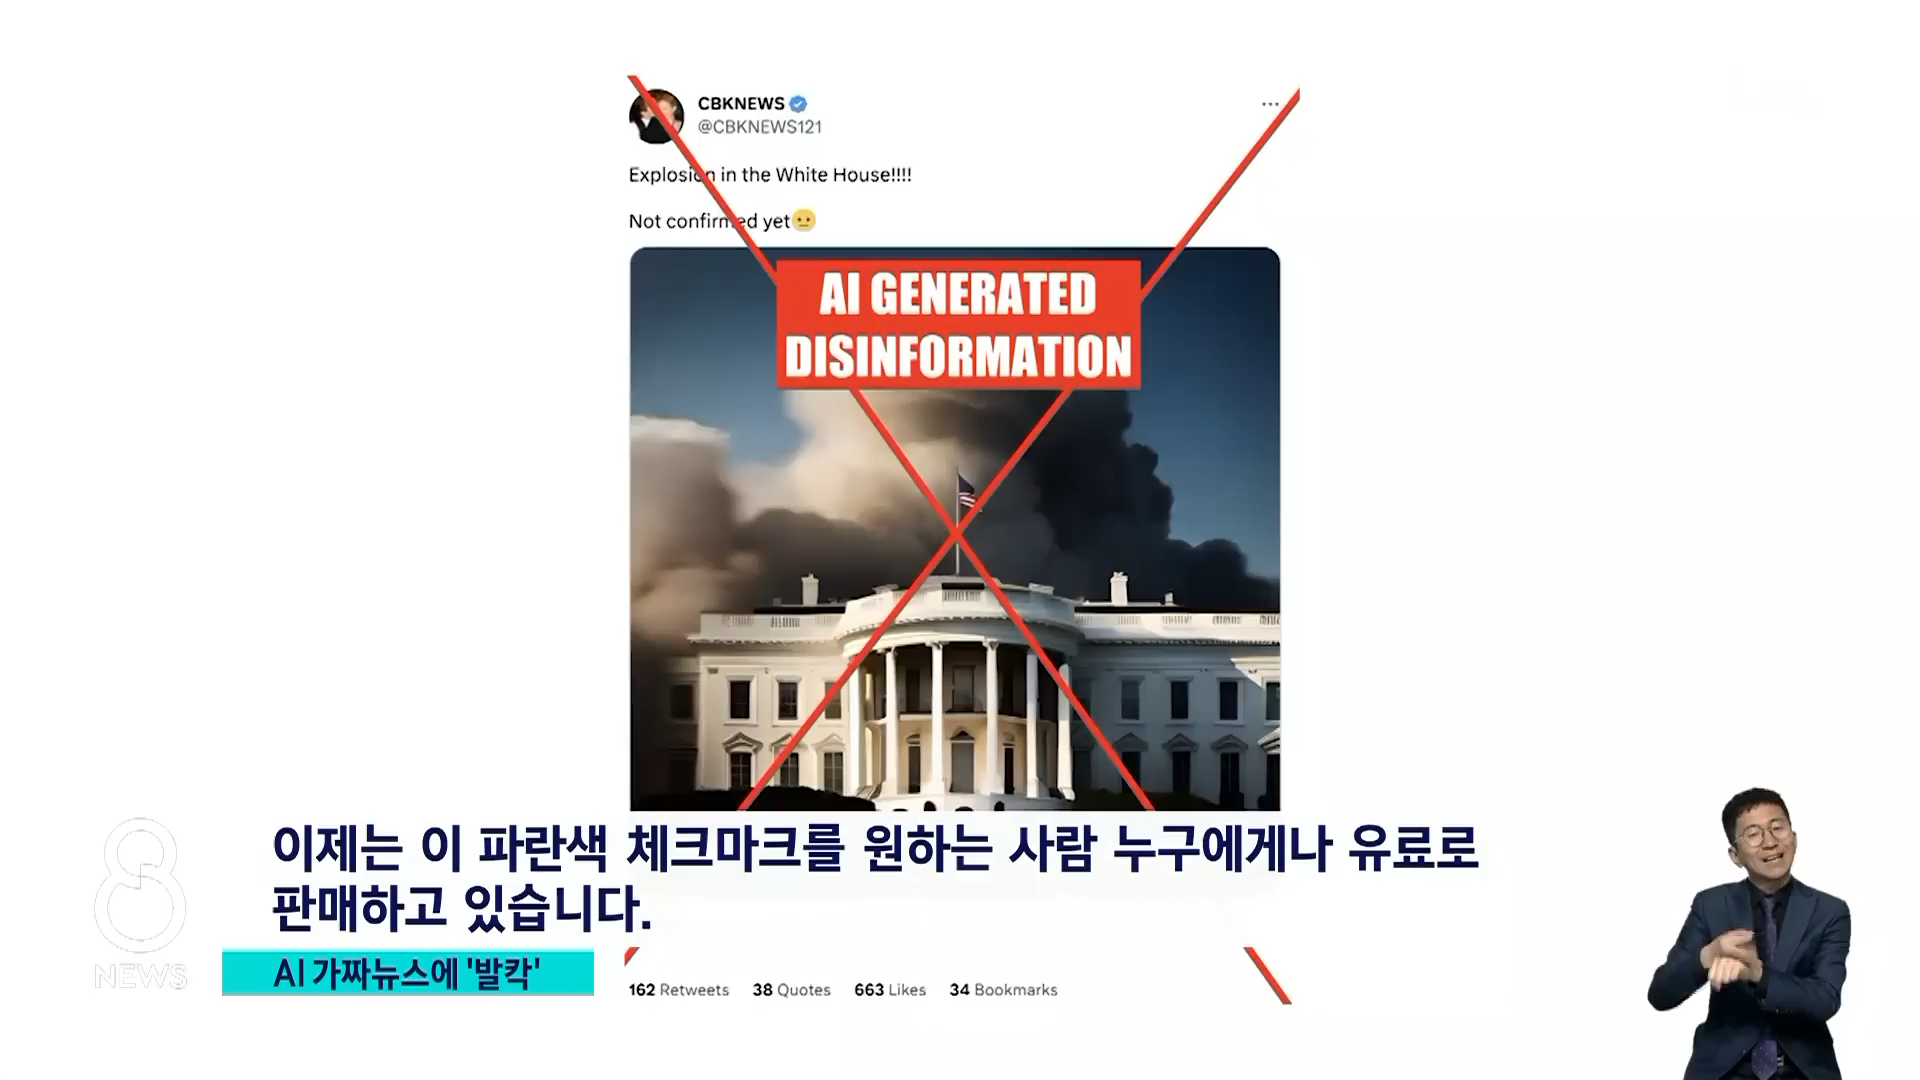 CBKNEWS
@CBKNEWS121
Explosion in the White House!!!!
Not confirmed yet😐
AI GENERATED
DISINFORMATION
이제는 이 파란색 체크마크를 원하는 사람 누구에게나 유료로
판매하고 있습니다.
8
NEWS
AI 가짜뉴스에 '발칵'
162 Retweets 38 Quotes 663 Likes 34 Bookmarks